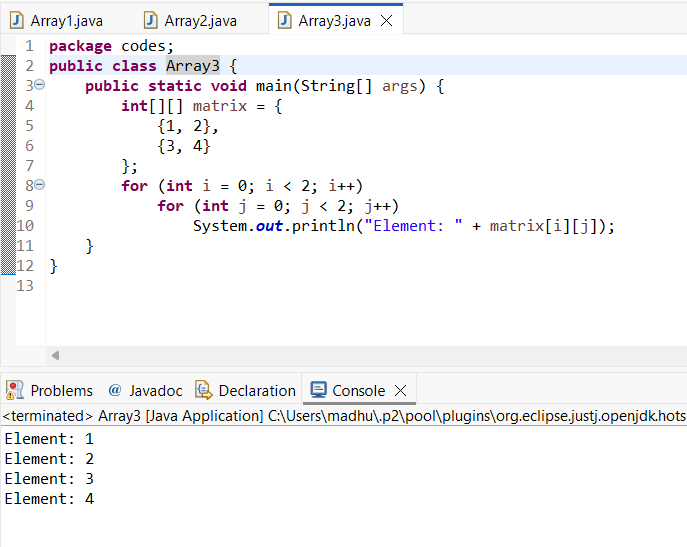 Array1.java Array2.java Array3.java
1 package codes;
2 public class Array3 {
3 public static void main(String[] args) {
4 int[][] matrix = {
5 {1, 2},
6 {3, 4}
7 };
8 for (int i = 0; i < 2; i++)
9 for (int j = 0; j < 2; j++)
10 System.out.println("Element: " + matrix[i][j]);
11 }
12 }
13
Problems @ Javadoc Declaration Console
<terminated> Array3 [Java Application] C:\Users\madhu\.p2\pool\plugins\org.eclipse.justj.openjdk.hots
Element: 1
Element: 2
Element: 3
Element: 4